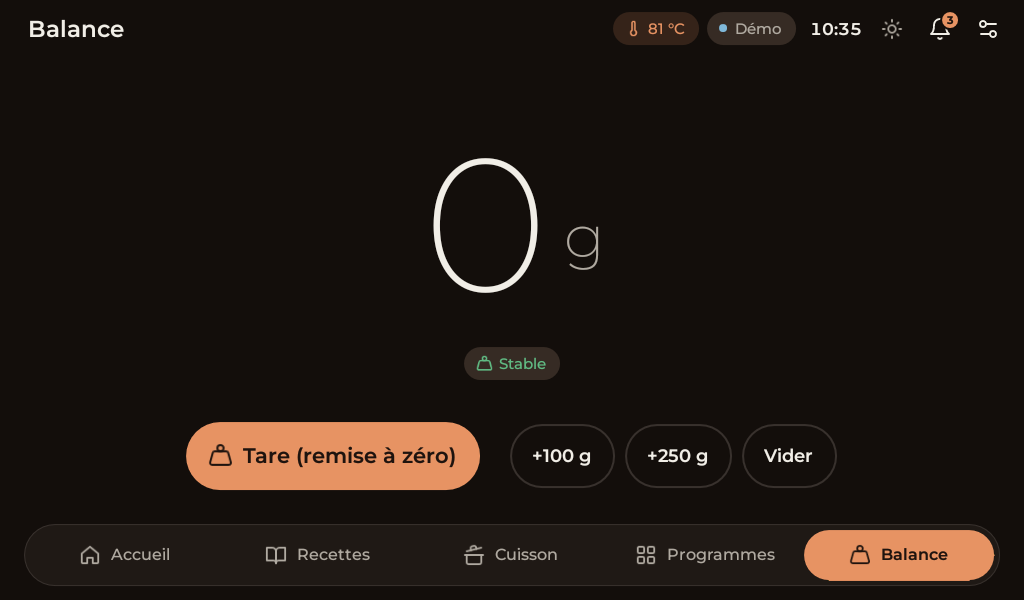 Balance
81 °C
Démo
10:35
3
0 g
Stable
Tare (remise à zéro)
+100 g
+250 g
Vider
Accueil
Recettes
Cuisson
Programmes
Balance